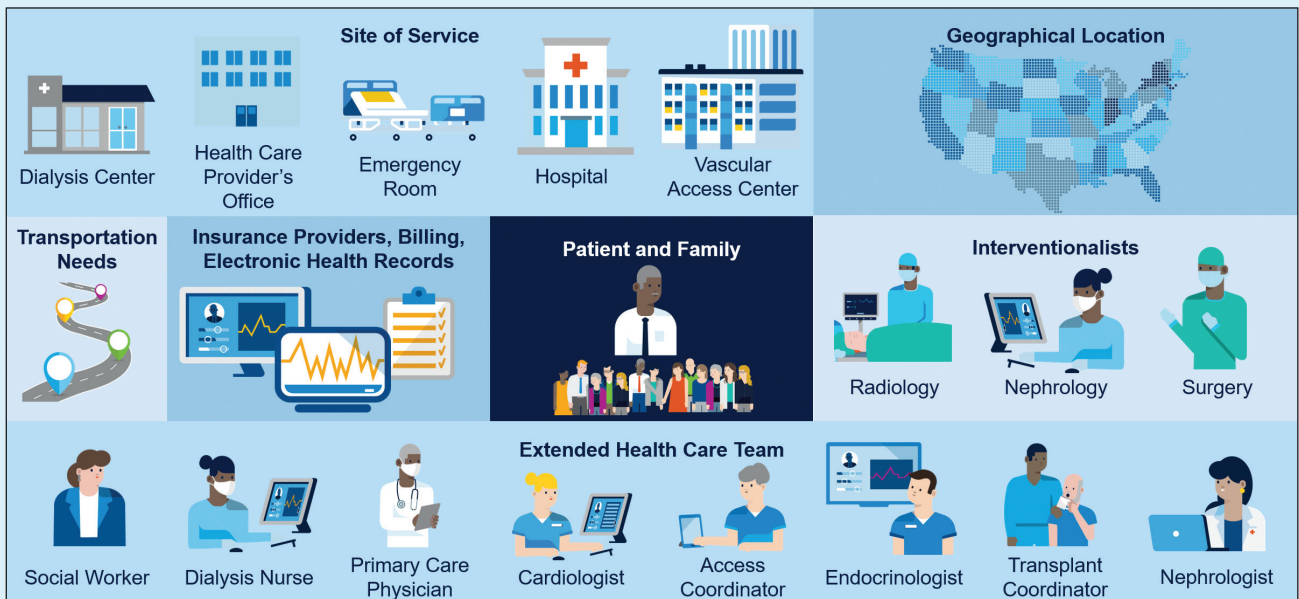 Site of Service
Dialysis Center
Health Care
Provider's
Office
Emergency
Room
Hospital
Vascular
Access Center
Geographical Location
Transportation
Needs
Insurance Providers, Billing,
Electronic Health Records
Patient and Family
Interventionalists
Radiology
Nephrology
Surgery
Extended Health Care Team
Social Worker
Dialysis Nurse
Primary Care
Physician
Cardiologist
Access
Coordinator
Endocrinologist
Transplant
Coordinator
Nephrologist